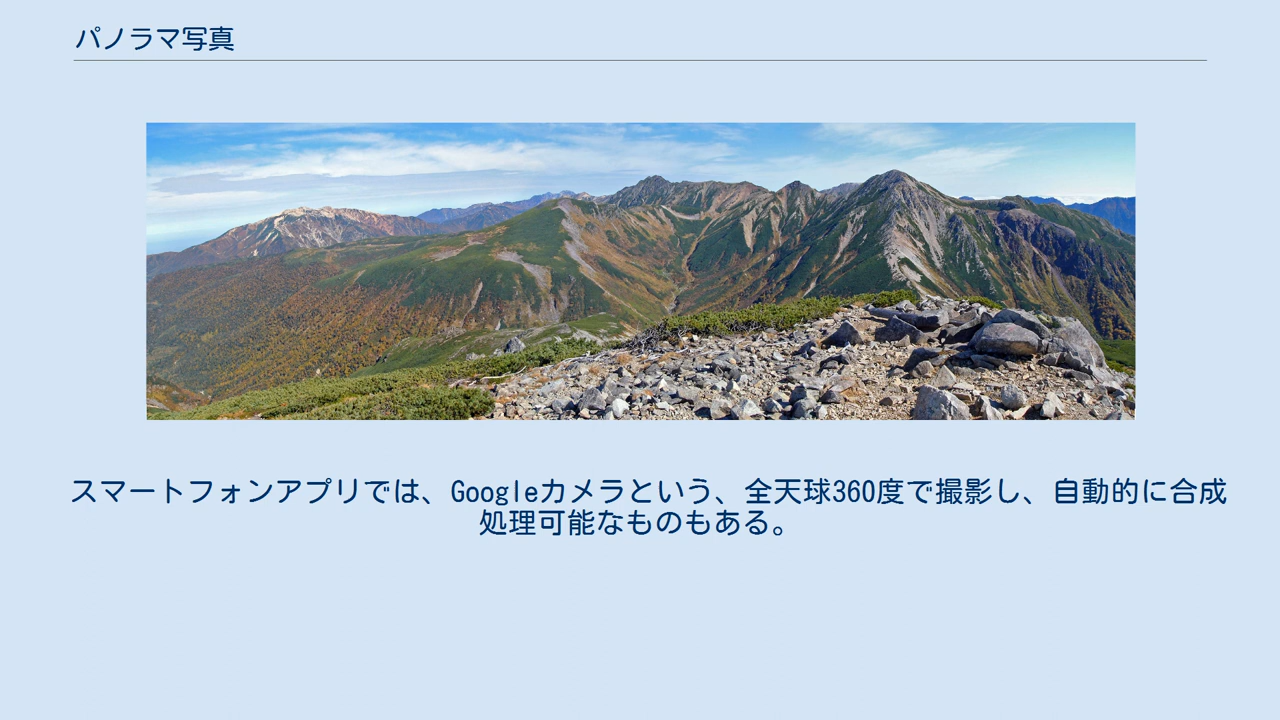 パノラマ写真
スマートフォンアプリでは、Googleカメラという、全天球360度で撮影し、自動的に合成
処理可能なものもある。